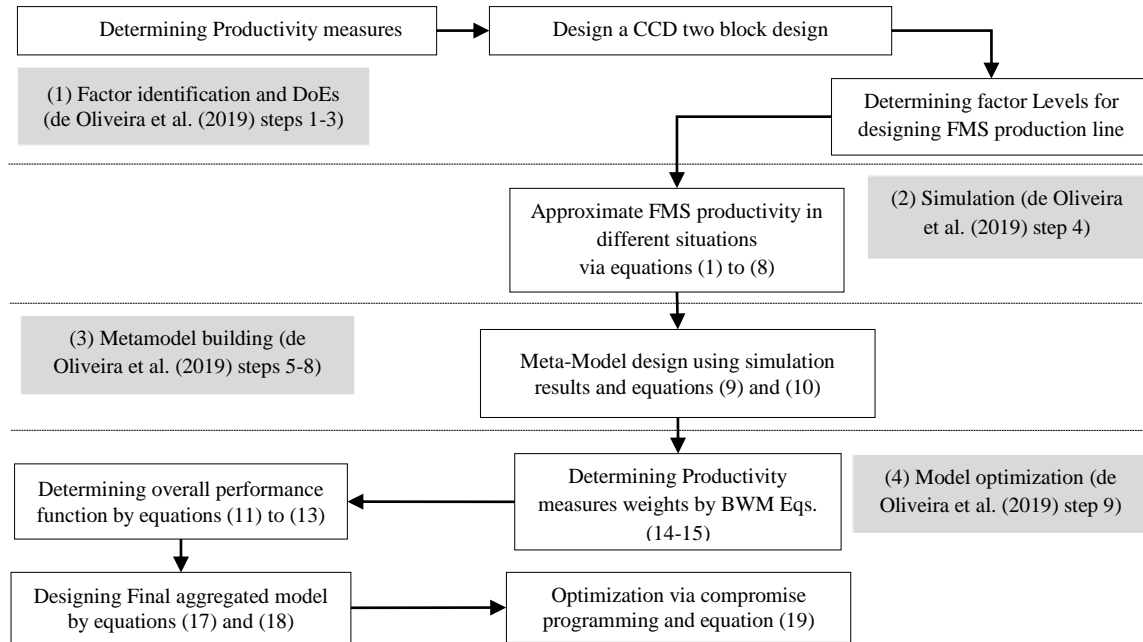 Determining Productivity measures
Design a CCD two block design
(1) Factor identification and DoEs
(de Oliveira et al. (2019) steps 1-3)
Determining factor Levels for
designing FMS production line
Approximate FMS productivity in
different situations
via equations (1) to (8)
(2) Simulation (de Oliveira
et al. (2019) step 4)
(3) Metamodel building (de
Oliveira et al. (2019) steps 5-8)
Meta-Model design using simulation
results and equations (9) and (10)
Determining Productivity
measures weights by BWM Eqs.
(14-15)
(4) Model optimization (de
Oliveira et al. (2019) step 9)
Determining overall performance
function by equations (11) to (13)
Designing Final aggregated model
by equations (17) and (18)
Optimization via compromise
programming and equation (19)